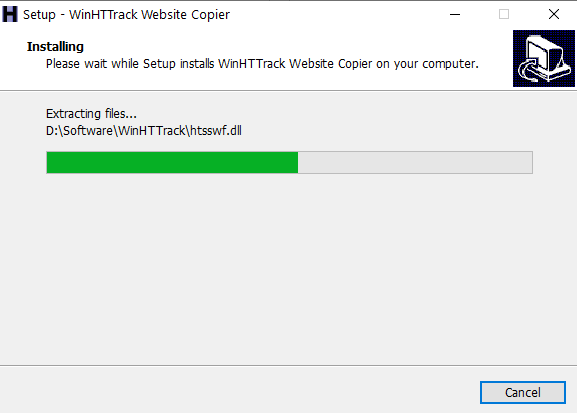 Setup - WinHTTrack Website Copier
Installing
Please wait while Setup installs WinHTTrack Website Copier on your computer.
Extracting files...
D:\Software\WinHTTrack\htsswf.dll
Cancel